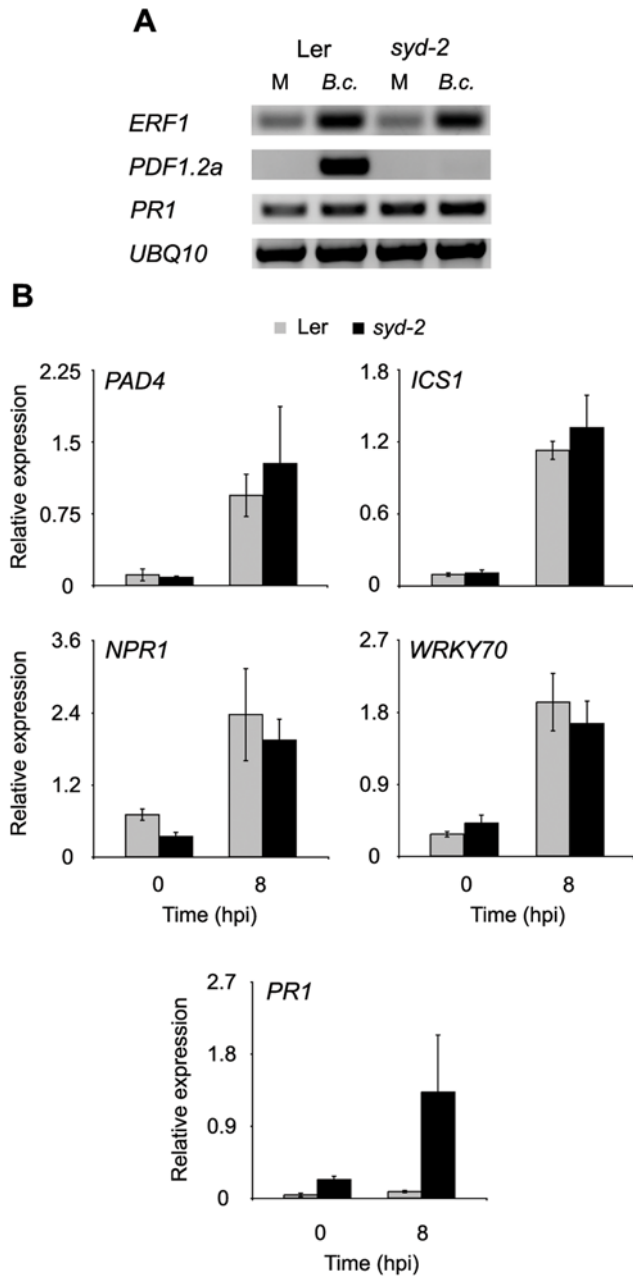 A
Ler syd-2
M B.c. M B.c.
ERF1
PDF1.2a
PR1
UBQ10
B
Ler syd-2
PAD4
Relative expression
2.25
1.5
0.75
0
ICS1
1.8
1.2
0.6
0
NPR1
Relative expression
3.6
2.4
1.2
0
0 8
Time (hpi)
WRKY70
2.7
1.8
0.9
0
0 8
Time (hpi)
PR1
Relative expression
2.7
1.8
0.9
0
0 8
Time (hpi)